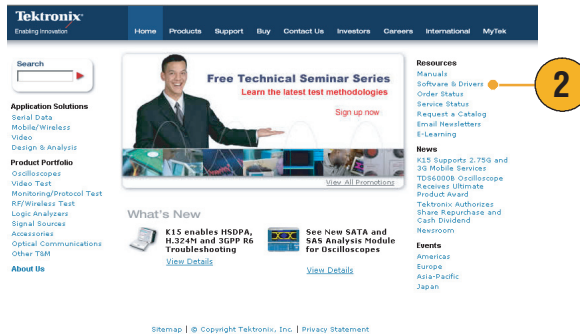 Tektronix
Enabling Innovation
Home Products Support Buy Contact Us Investors Careers International MyTek
Search
Application Solutions
Serial Data
Mobile/Wireless
Video
Design & Analysis
Product Portfolio
Oscilloscopes
Video Test
Monitoring/Protocol Test
RF/Wireless Test
Logic Analyzers
Signal Sources
Accessories
Optical Communications
Other T&M
About Us
Free Technical Seminar Series
Learn the latest test methodologies
Sign up now
View All Promotions
What's New
K15 enables HSDPA,
H.324M and 3GPP R6
Troubleshooting
View Details
See New SATA and
SAS Analysis Module
for Oscilloscopes
View Details
Resources
Manuals
Software & Drivers
Order Status
Service Status
Request a Catalog
Email Newsletters
E-Learning
News
K15 Supports 2.75G and
3G Mobile Services
TDS6000B Oscilloscope
Receives Ultimate
Product Award
Tektronix Authorizes
Share Repurchase and
Cash Dividend
Newsroom
Events
Americas
Europe
Asia-Pacific
Japan
2
Sitemap | © Copyright Tektronix, Inc. | Privacy Statement